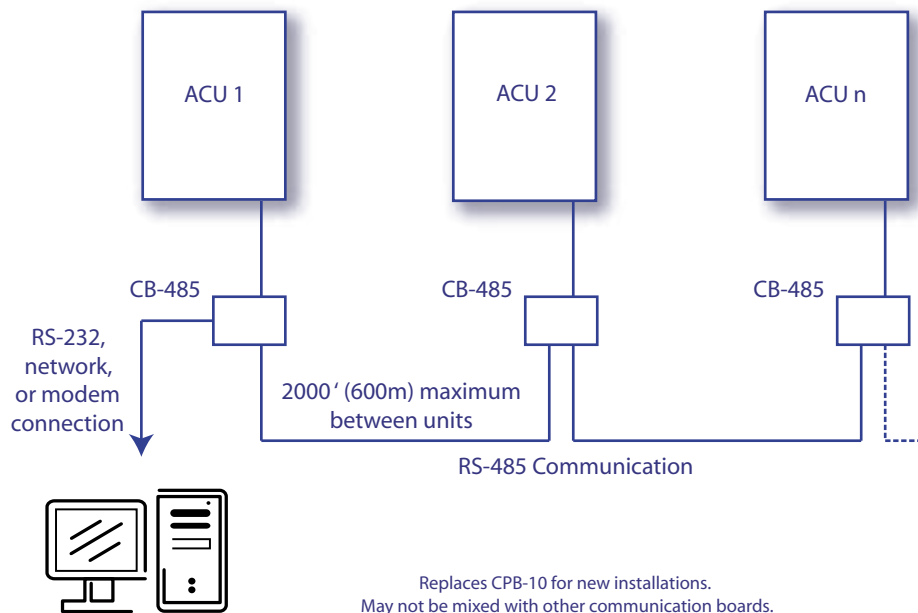 ACU 1
ACU 2
ACU n
CB-485
CB-485
CB-485
RS-232,
network,
or modem
connection
2000' (600m) maximum
between units
RS-485 Communication
Replaces CPB-10 for new installations.
May not be mixed with other communication boards.